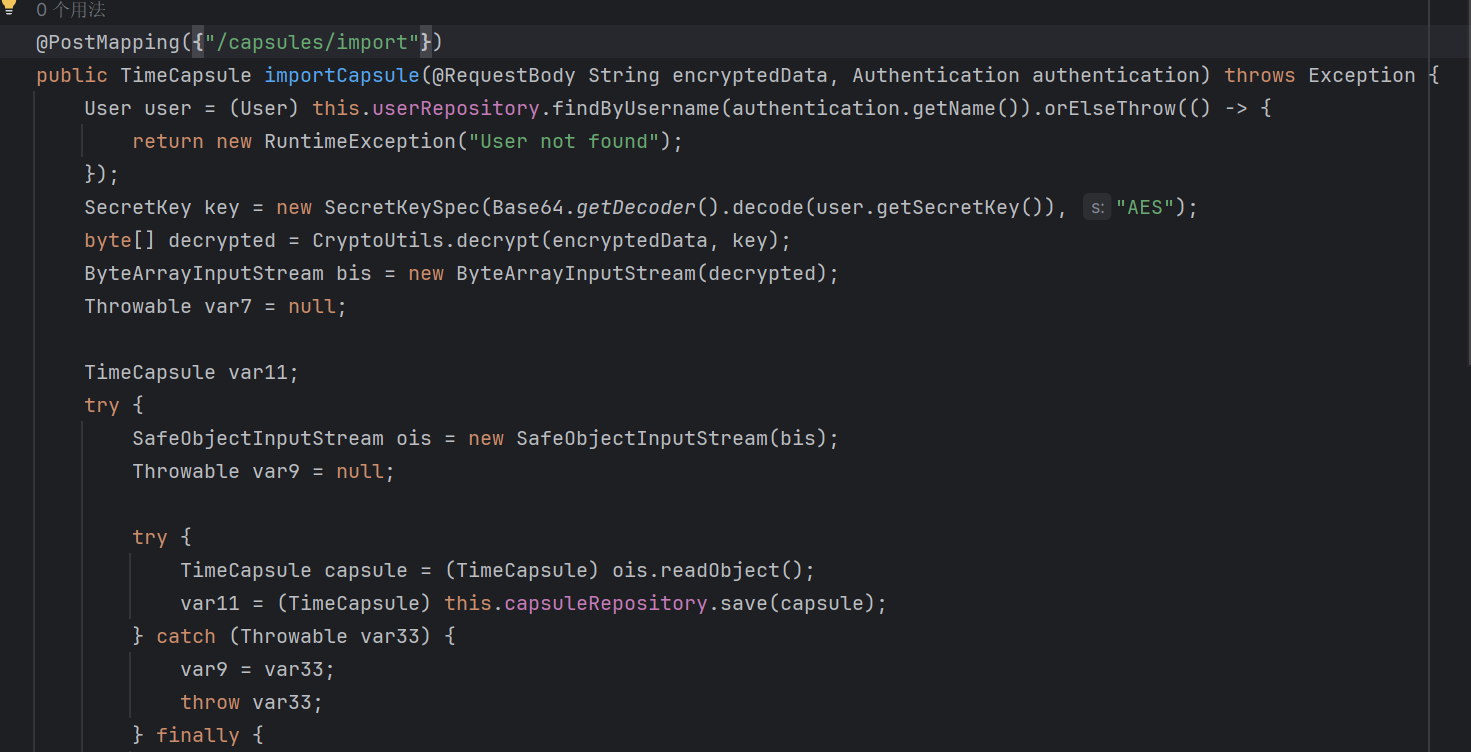 0 个用法
@PostMapping({"/capsules/import"})
public TimeCapsule importCapsule(@RequestBody String encryptedData, Authentication authentication) throws Exception {
    User user = (User) this.userRepository.findByUsername(authentication.getName()).orElseThrow(() -> {
        return new RuntimeException("User not found");
    });
    SecretKey key = new SecretKeySpec(Base64.getDecoder().decode(user.getSecretKey()), s: "AES");
    byte[] decrypted = CryptoUtils.decrypt(encryptedData, key);
    ByteArrayInputStream bis = new ByteArrayInputStream(decrypted);
    Throwable var7 = null;
    TimeCapsule var11;
    try {
        SafeObjectInputStream ois = new SafeObjectInputStream(bis);
        Throwable var9 = null;
        try {
            TimeCapsule capsule = (TimeCapsule) ois.readObject();
            var11 = (TimeCapsule) this.capsuleRepository.save(capsule);
        } catch (Throwable var33) {
            var9 = var33;
            throw var33;
        } finally {